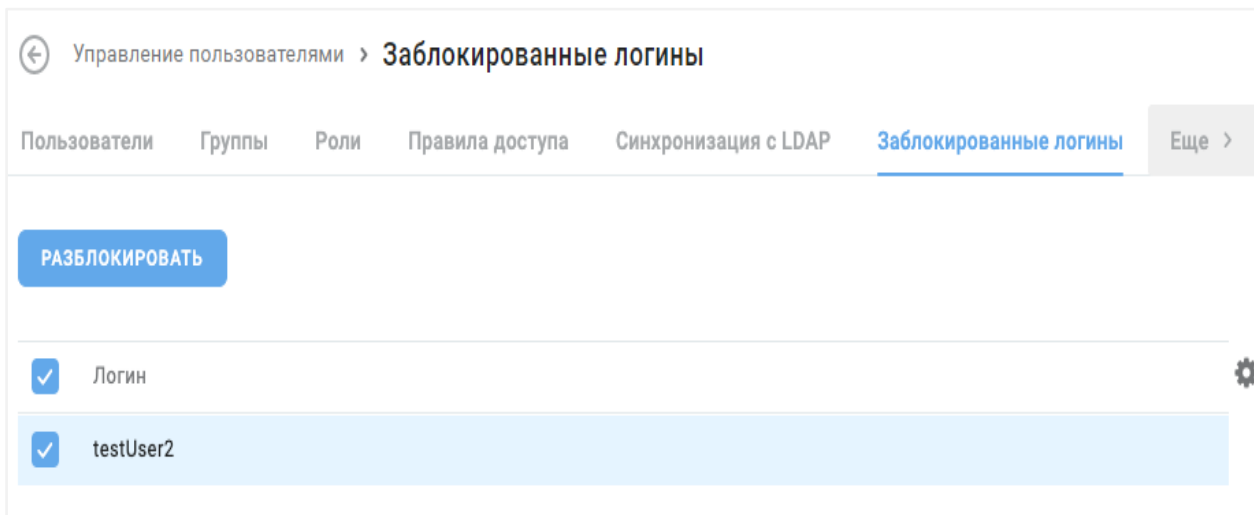 Управление пользователями > Заблокированные логины
Пользователи Группы Роли Правила доступа Синхронизация с LDAP Заблокированные логины Еще >
РАЗБЛОКИРОВАТЬ
Логин
testUser2